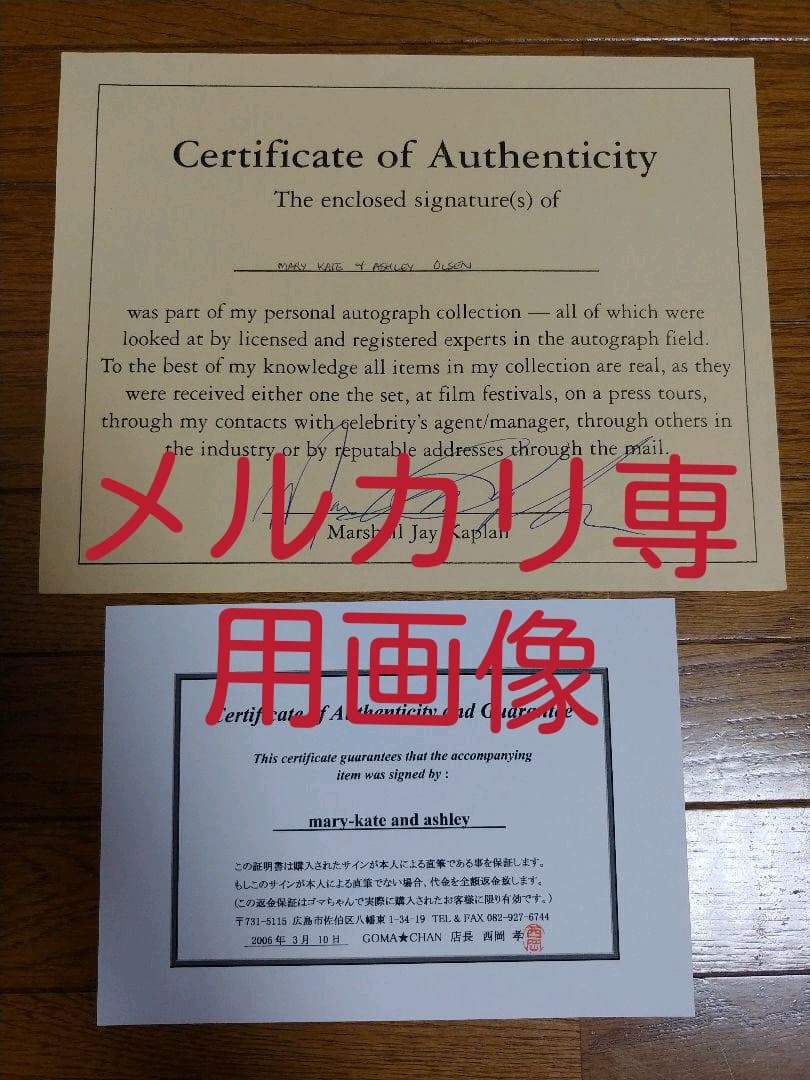 Certificate of Authenticity
The enclosed signature(s) of
MARY KATE + ASHLEY OLSEN
was part of my personal autograph collection — all of which were
looked at by licensed and registered experts in the autograph field.
To the best of my knowledge all items in my collection are real, as they
were received either one the set, at film festivals, on a press tours,
through my contacts with celebrity's agent/manager, through others in
the industry or by reputable addresses through the mail.
メルカリ専
Marshall Jay Kaplan
用画像
Certificate of Authenticity and Guarantee
This certificate guarantees that the accompanying
item was signed by :
mary-kate and ashley
この証明書は購入されたサインが本人による直筆である事を保証します。
もしこのサインが本人による直筆でない場合、代金を全額返金致します。
(この返金保証はゴマちゃんで実際に購入されたお客様に限り有効です。)
〒731-5115 広島市佐伯区八幡東1-34-19 TEL & FAX 082-927-6744
2006年 3月 10日 GOMA★CHAN 店長 西岡 孝
西岡